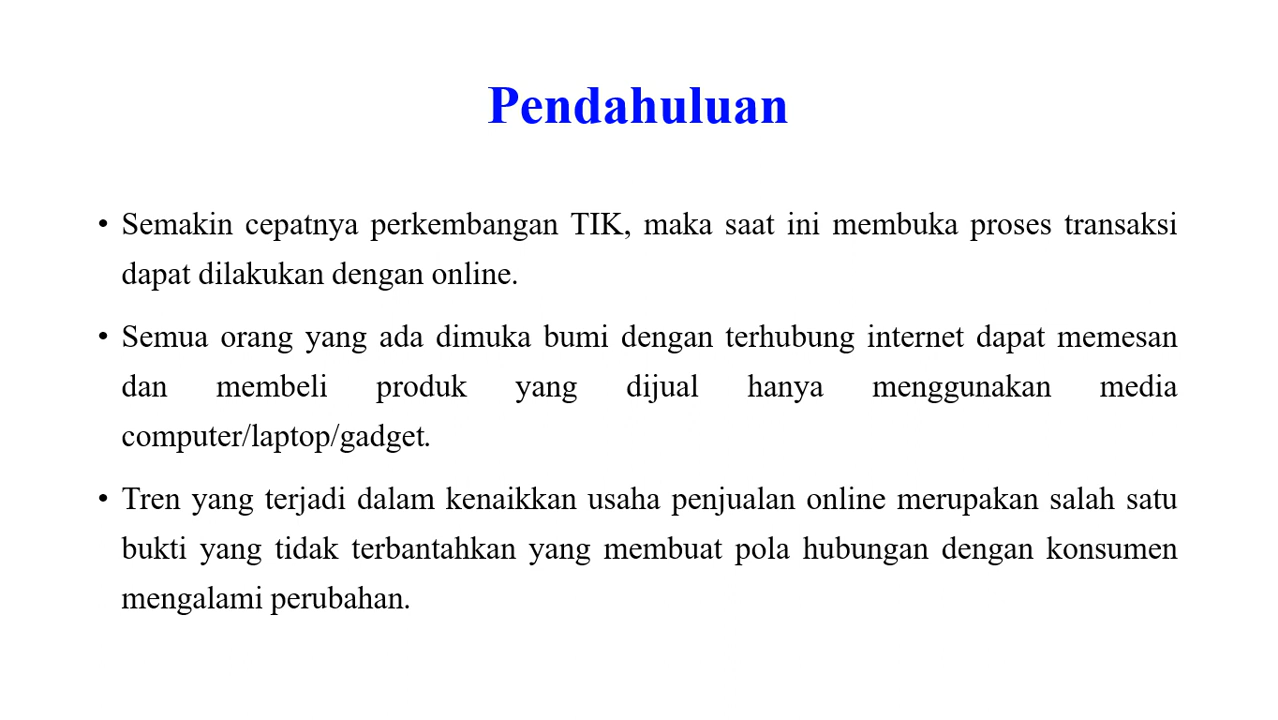 Pendahuluan
• Semakin cepatnya perkembangan TIK, maka saat ini membuka proses transaksi
dapat dilakukan dengan online.
• Semua orang yang ada dimuka bumi dengan terhubung internet dapat memesan
dan membeli produk yang dijual hanya menggunakan media
computer/laptop/gadget.
• Tren yang terjadi dalam kenaikkan usaha penjualan online merupakan salah satu
bukti yang tidak terbantahkan yang membuat pola hubungan dengan konsumen
mengalami perubahan.